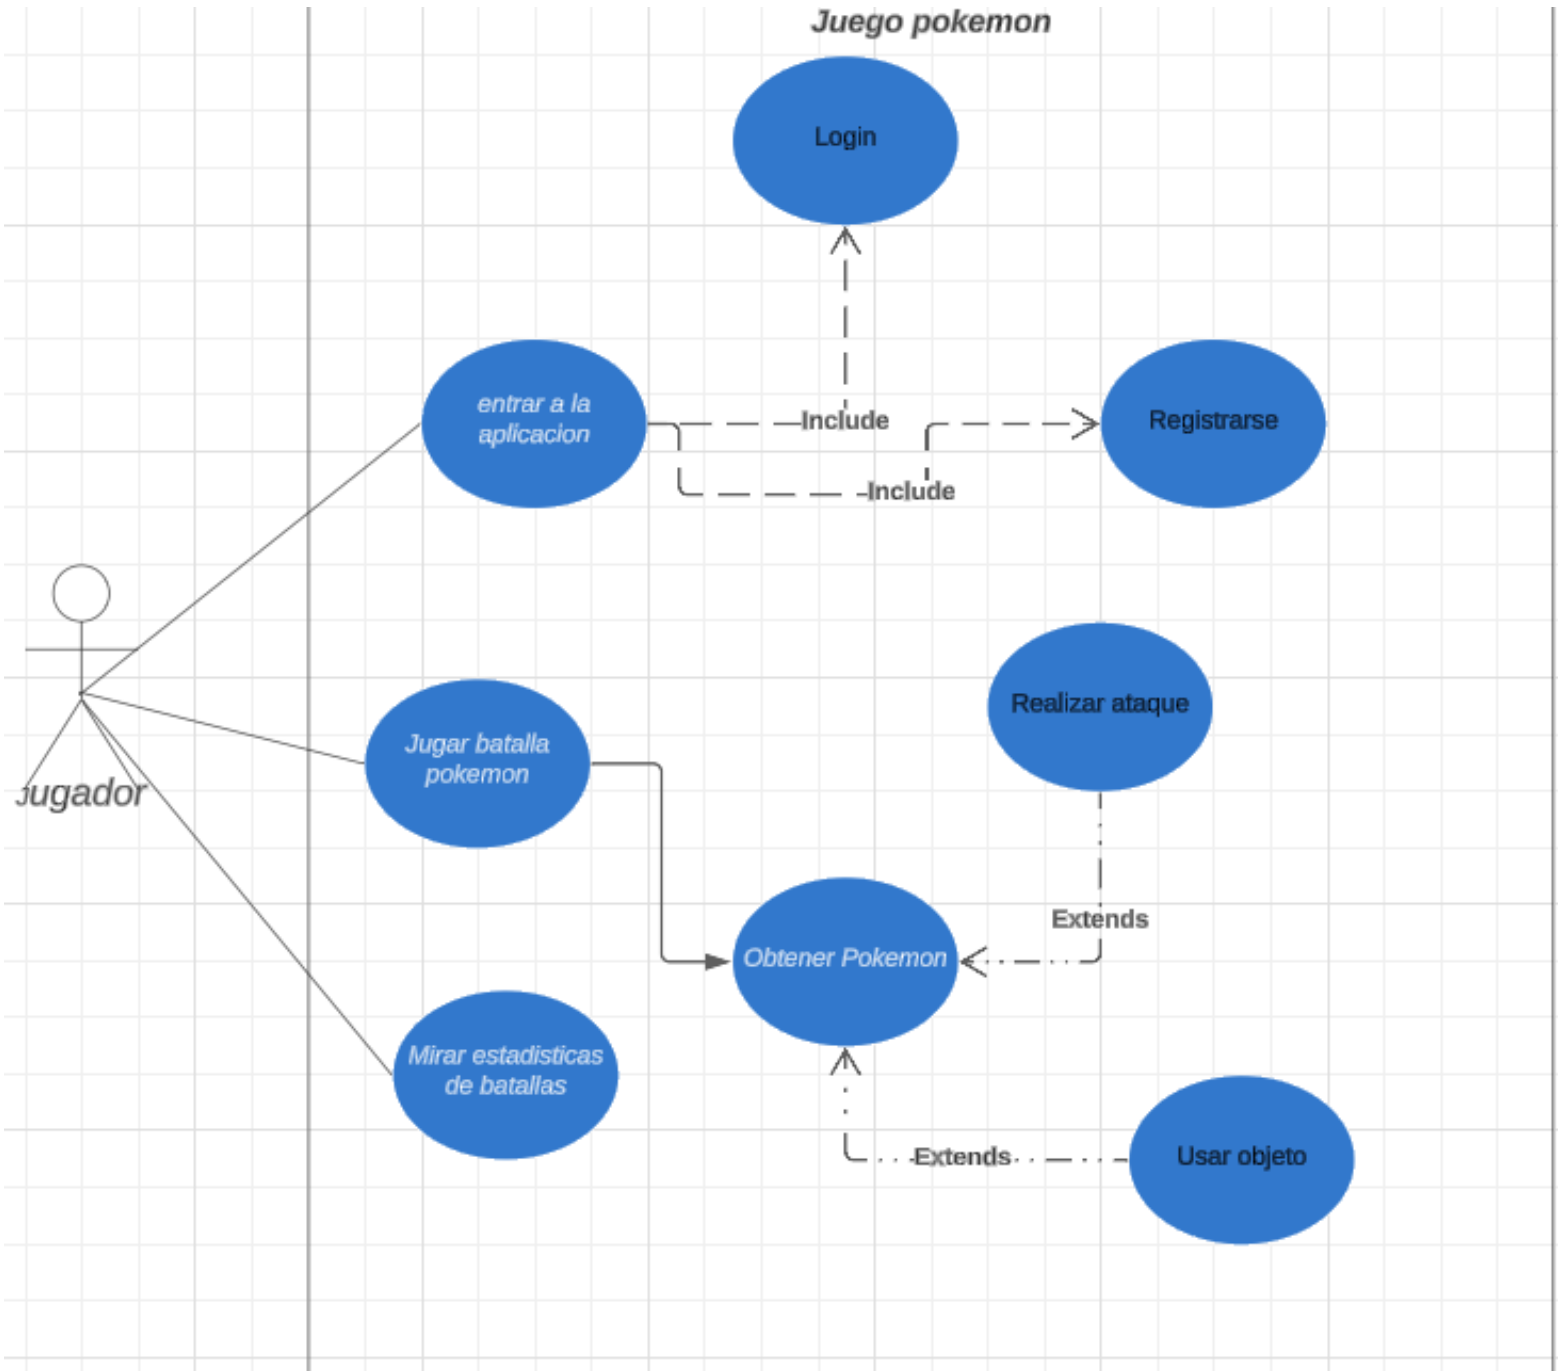 Juego pokemon
Login
entrar a la
aplicacion
Include
Registrarse
Include
Realizar ataque
Jugar batalla
pokemon
Jugador
Extends
Obtener Pokemon
Mirar estadisticas
de batallas
Extends
Usar objeto